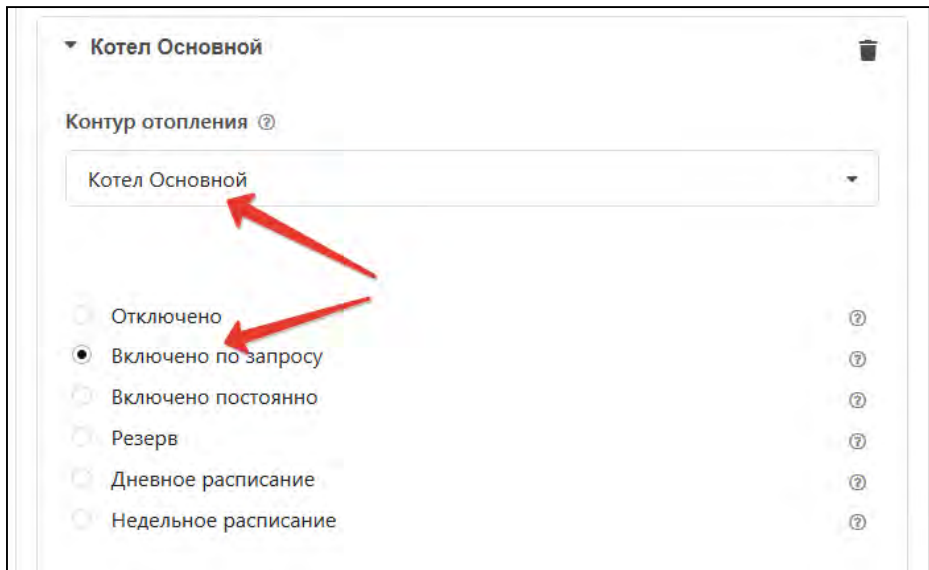 Котел Основной
Контур отопления
Котел Основной
Отключено
Включено по запросу
Включено постоянно
Резерв
Дневное расписание
Недельное расписание